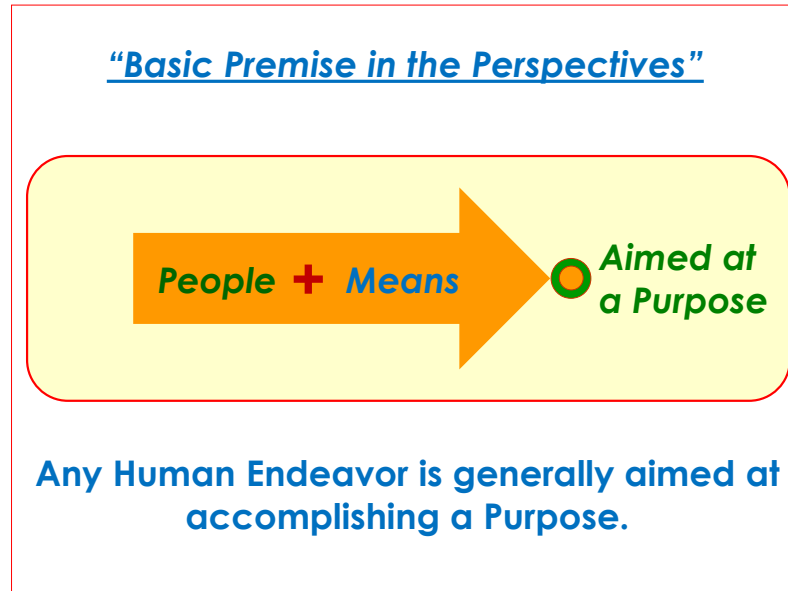 “Basic Premise in the Perspectives”
People + Means
Aimed at
a Purpose
Any Human Endeavor is generally aimed at
accomplishing a Purpose.